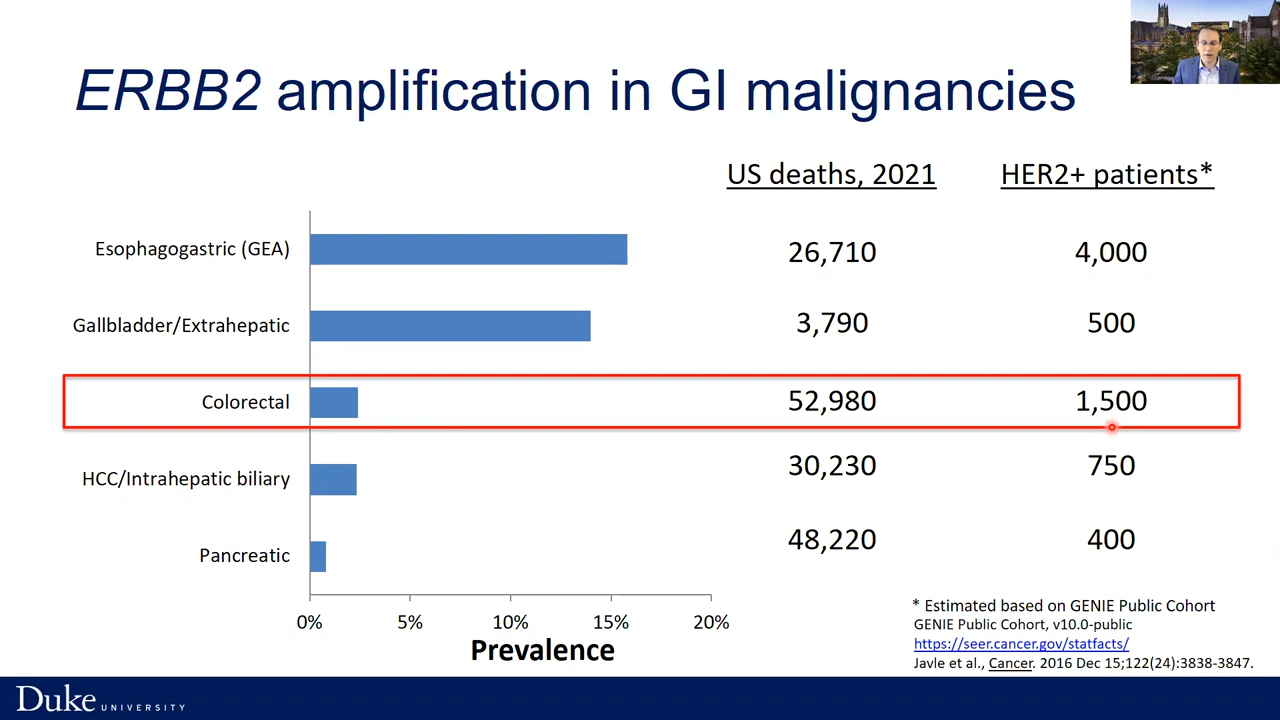 ERBB2 amplification in GI malignancies
US deaths, 2021 HER2+ patients*
Esophagogastric (GEA) 26,710 4,000
Gallbladder/Extrahepatic 3,790 500
Colorectal 52,980 1,500
HCC/Intrahepatic biliary 30,230 750
Pancreatic 48,220 400
0% 5% 10% 15% 20%
Prevalence
* Estimated based on GENIE Public Cohort
GENIE Public Cohort, v10.0-public
https://seer.cancer.gov/statfacts/
Javle et al., Cancer. 2016 Dec 15;122(24):3838-3847.
Duke UNIVERSITY